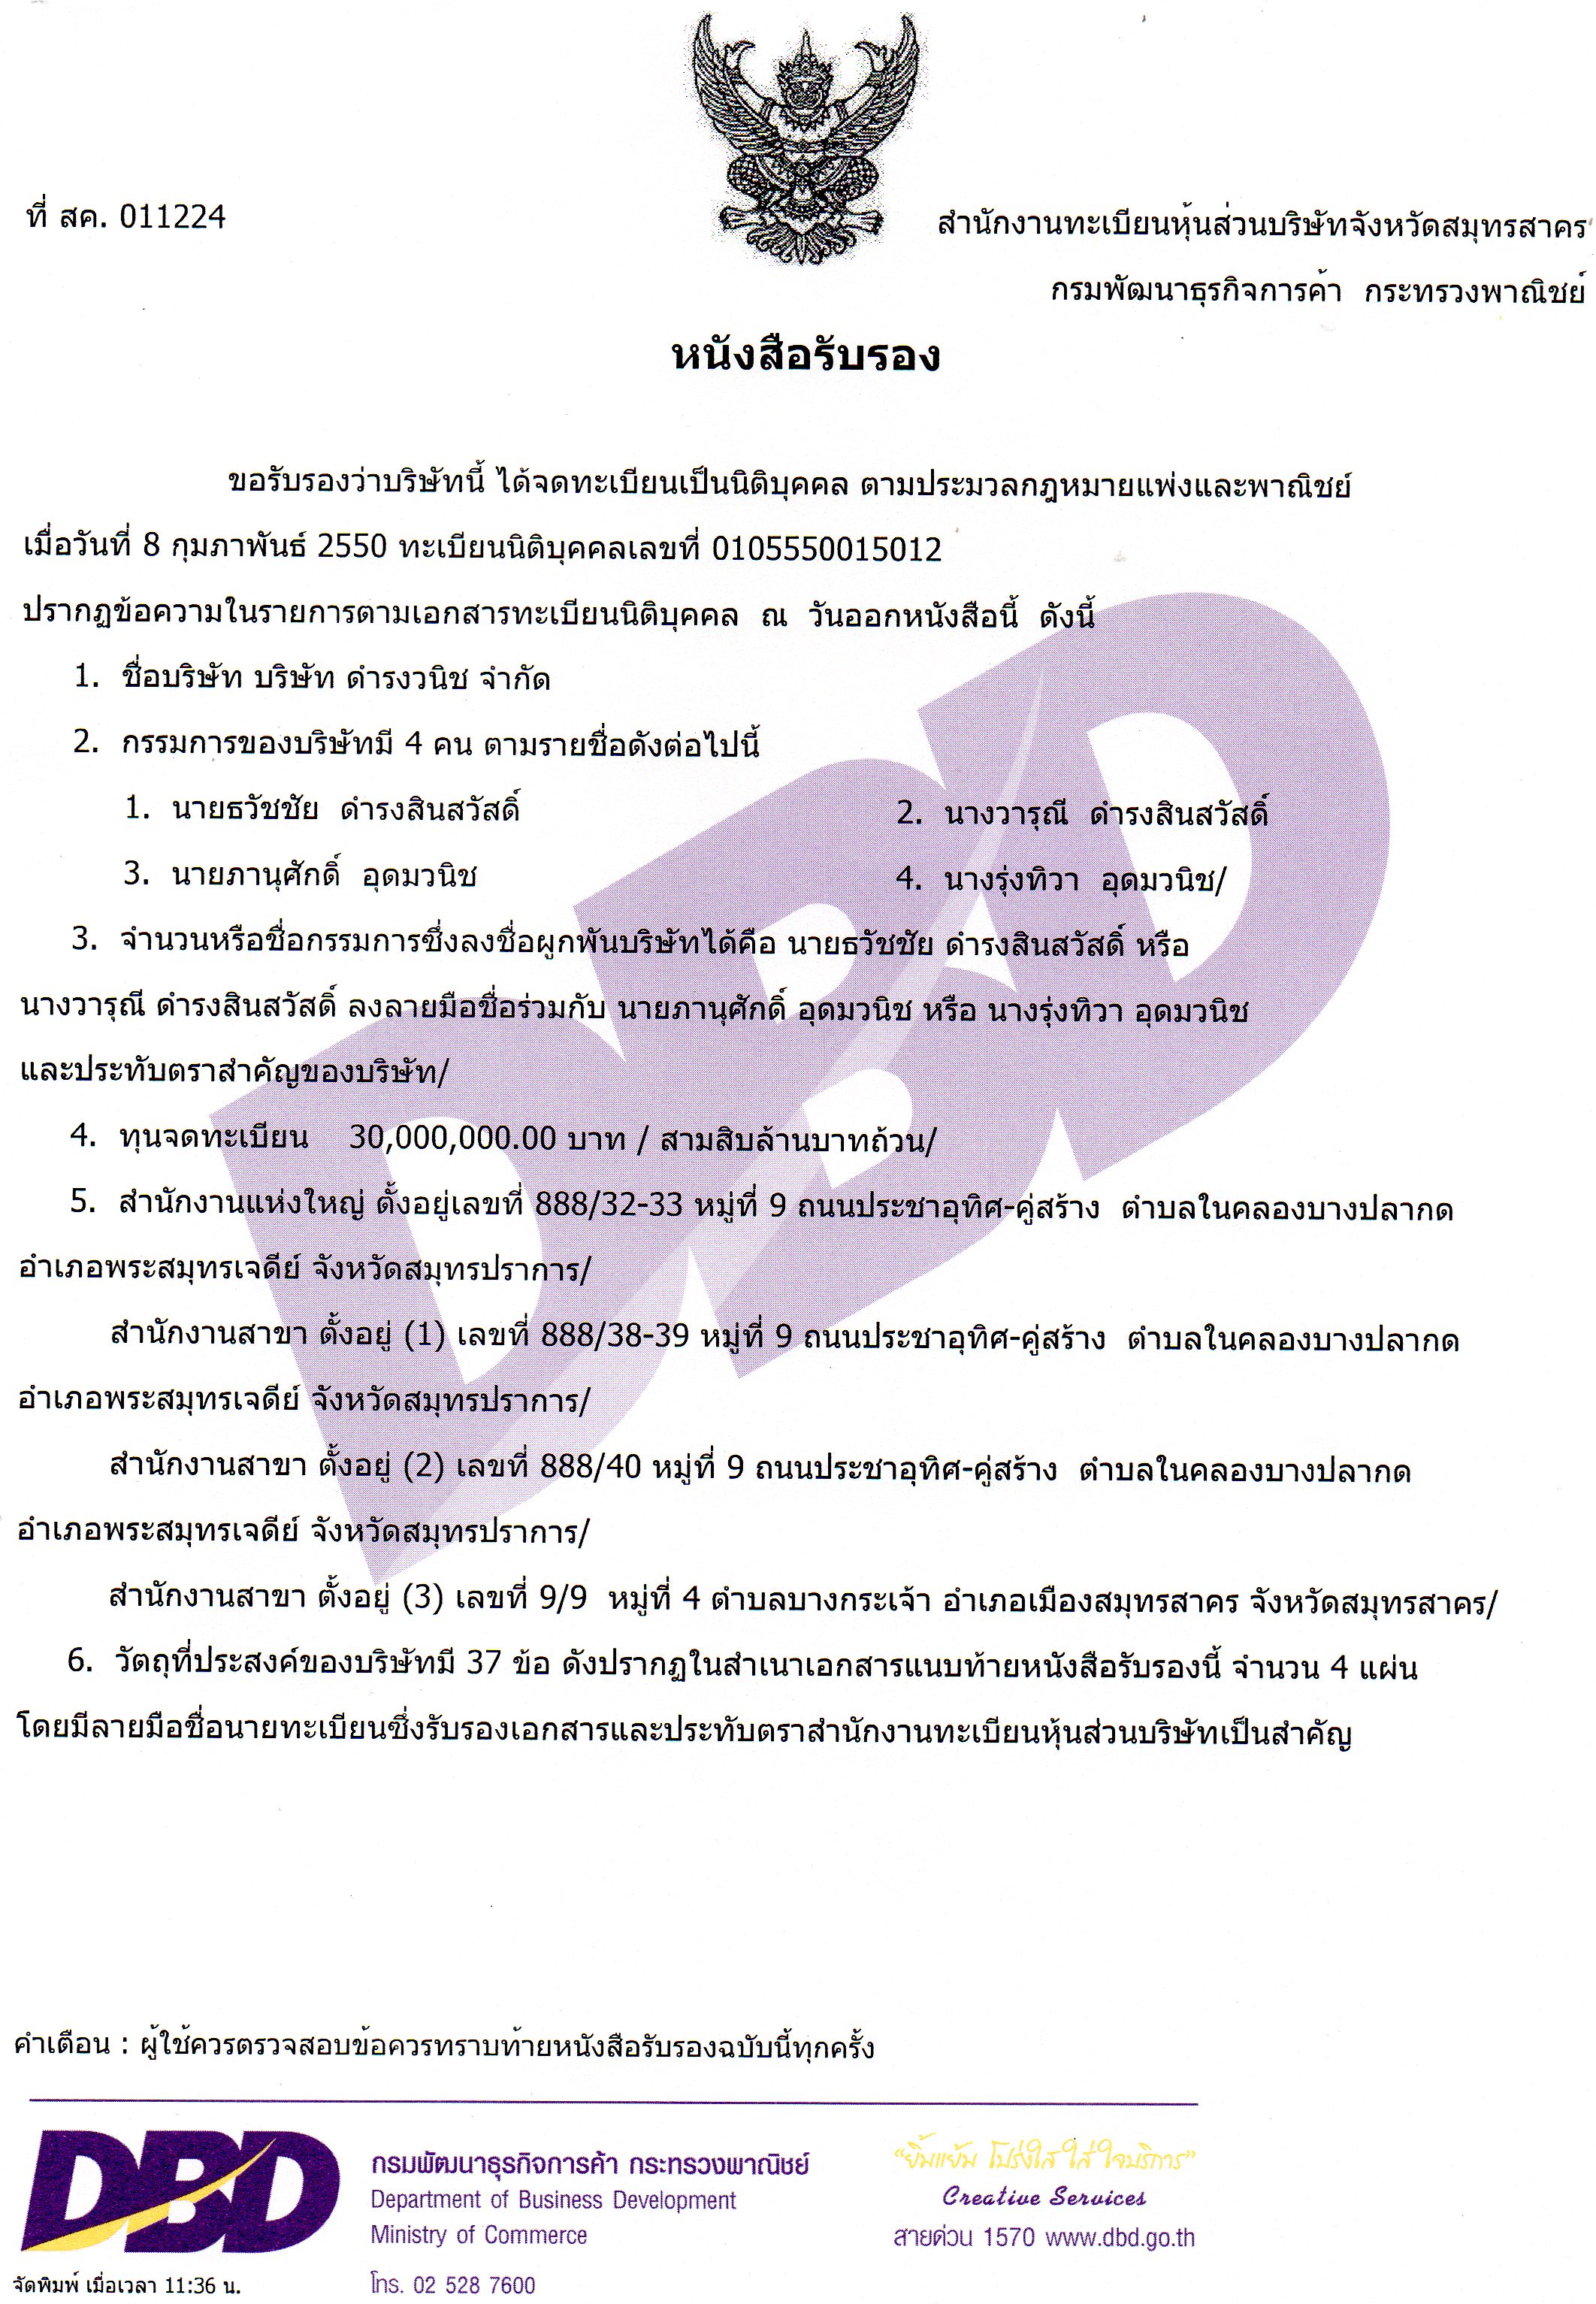 ที่ สค. 011224
สำนักงานทะเบียนหุ้นส่วนบริษัทจังหวัดสมุทรสาคร
กรมพัฒนาธุรกิจการค้า กระทรวงพาณิชย์
หนังสือรับรอง
ขอรับรองว่าบริษัทนี้ ได้จดทะเบียนเป็นนิติบุคคล ตามประมวลกฎหมายแพ่งและพาณิชย์
เมื่อวันที่ 8 กุมภาพันธ์ 2550 ทะเบียนนิติบุคคลเลขที่ 0105550015012
ปรากฏข้อความในรายการตามเอกสารทะเบียนนิติบุคคล ณ วันออกหนังสือนี้ ดังนี้
1. ชื่อบริษัท บริษัท ดำรงวนิช จำกัด
2. กรรมการของบริษัทมี 4 คน ตามรายชื่อดังต่อไปนี้
1. นายธวัชชัย ดำรงสินสวัสดิ์ 2. นางวารุณี ดำรงสินสวัสดิ์
3. นายภานุศักดิ์ อุดมวนิช 4. นางรุ่งทิวา อุดมวนิช/
3. จำนวนหรือชื่อกรรมการซึ่งลงชื่อผูกพันบริษัทได้คือ นายธวัชชัย ดำรงสินสวัสดิ์ หรือ
นางวารุณี ดำรงสินสวัสดิ์ ลงลายมือชื่อร่วมกับ นายภานุศักดิ์ อุดมวนิช หรือ นางรุ่งทิวา อุดมวนิช
และประทับตราสำคัญของบริษัท/
4. ทุนจดทะเบียน 30,000,000.00 บาท / สามสิบล้านบาทถ้วน/
5. สำนักงานแห่งใหญ่ ตั้งอยู่เลขที่ 888/32-33 หมู่ที่ 9 ถนนประชาอุทิศ-คู่สร้าง ตำบลในคลองบางปลากด
อำเภอพระสมุทรเจดีย์ จังหวัดสมุทรปราการ/
สำนักงานสาขา ตั้งอยู่ (1) เลขที่ 888/38-39 หมู่ที่ 9 ถนนประชาอุทิศ-คู่สร้าง ตำบลในคลองบางปลากด
อำเภอพระสมุทรเจดีย์ จังหวัดสมุทรปราการ/
สำนักงานสาขา ตั้งอยู่ (2) เลขที่ 888/40 หมู่ที่ 9 ถนนประชาอุทิศ-คู่สร้าง ตำบลในคลองบางปลากด
อำเภอพระสมุทรเจดีย์ จังหวัดสมุทรปราการ/
สำนักงานสาขา ตั้งอยู่ (3) เลขที่ 9/9 หมู่ที่ 4 ตำบลบางกระเจ้า อำเภอเมืองสมุทรสาคร จังหวัดสมุทรสาคร/
6. วัตถุที่ประสงค์ของบริษัทมี 37 ข้อ ดังปรากฏในสำเนาเอกสารแนบท้ายหนังสือรับรองนี้ จำนวน 4 แผ่น
โดยมีลายมือชื่อนายทะเบียนซึ่งรับรองเอกสารและประทับตราสำนักงานทะเบียนหุ้นส่วนบริษัทเป็นสำคัญ
DBD
คำเตือน : ผู้ใช้ควรตรวจสอบข้อควรทราบท้ายหนังสือรับรองฉบับนี้ทุกครั้ง
DBD
กรมพัฒนาธุรกิจการค้า กระทรวงพาณิชย์
Department of Business Development
Ministry of Commerce
โทร. 02 528 7600
"ยิ้มแย้ม โปร่งใส ใส่ใจบริการ"
Creative Services
สายด่วน 1570 www.dbd.go.th
จัดพิมพ์ เมื่อเวลา 11:36 น.